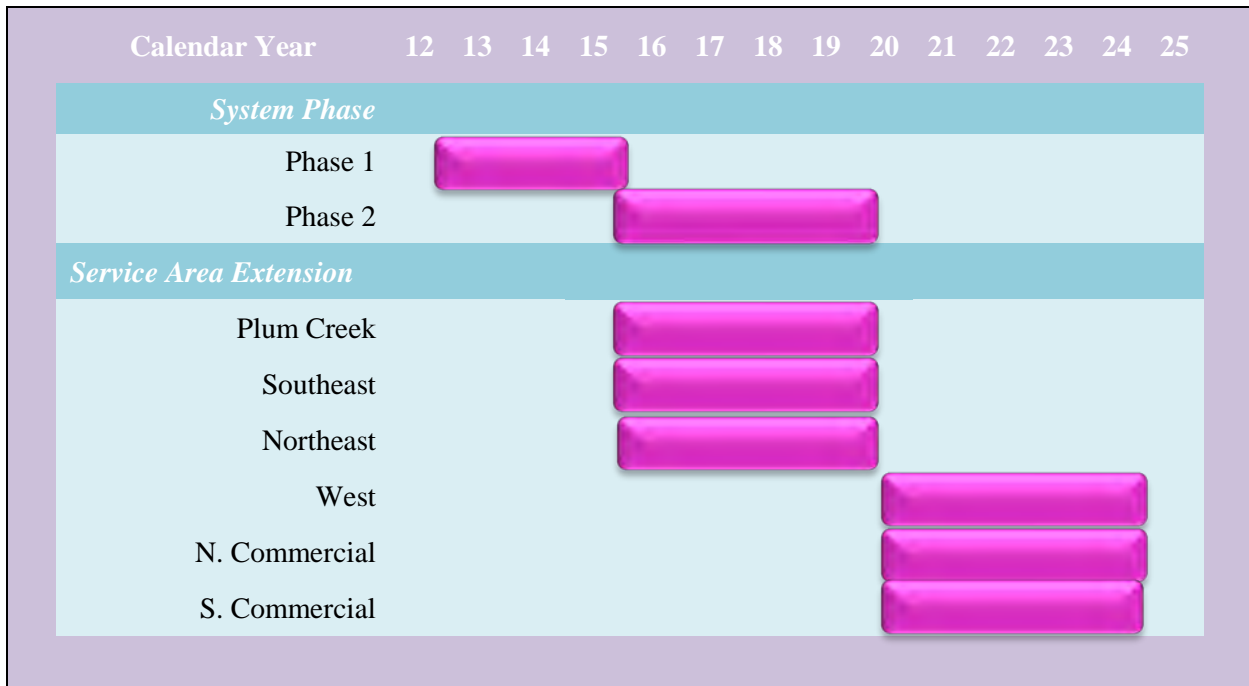 Calendar Year 12 13 14 15 16 17 18 19 20 21 22 23 24 25
System Phase
Phase 1
Phase 2
Service Area Extension
Plum Creek
Southeast
Northeast
West
N. Commercial
S. Commercial